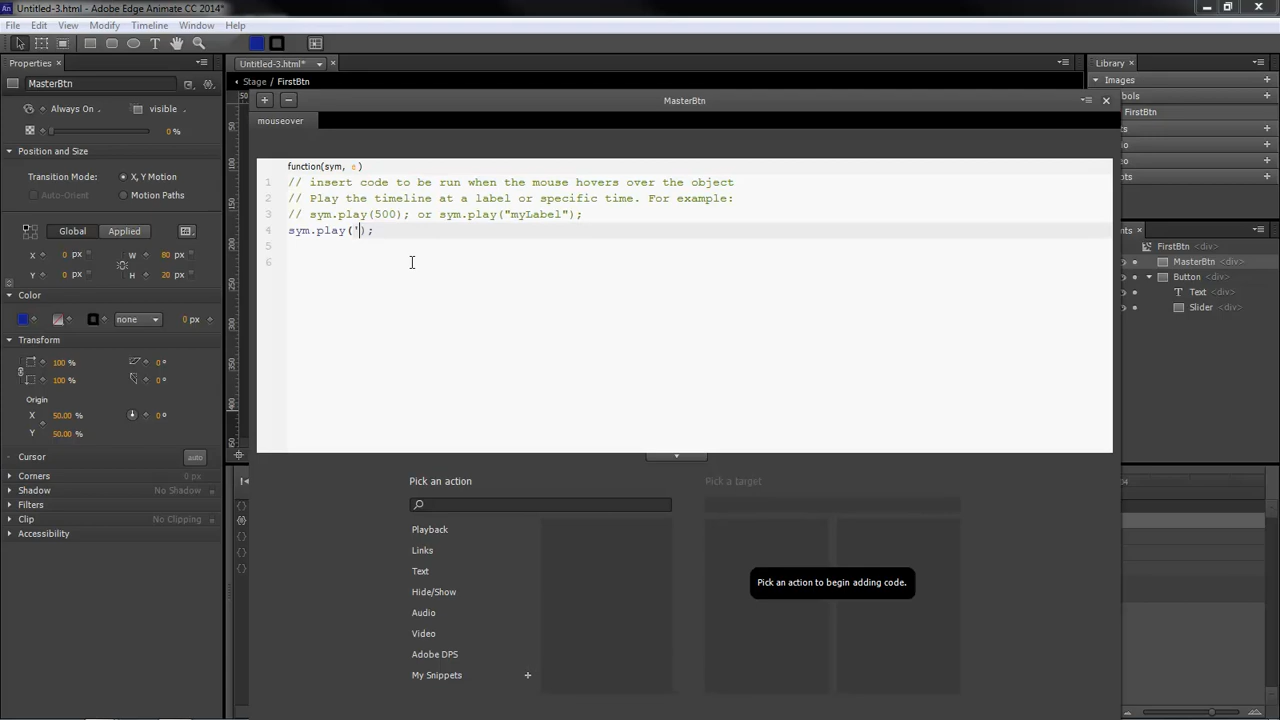 An Untitled-3.html* - Adobe Edge Animate CC 2014*
File Edit View Modify Timeline Window Help
Properties × Untitled-3.html* × Library ×
MasterBtn Stage / FirstBtn Images
MasterBtn
Always On visible FirstBtn
mouseover
0 %
Position and Size
function(sym, e )
Transition Mode: X, Y Motion
Auto-Orient Motion Paths
1 // insert code to be run when the mouse hovers over the object
2 // Play the timeline at a label or specific time. For example:
3 // sym.play(500); or sym.play("myLabel");
4 sym.play(');
5
6
Global Applied
X 0 px W 80 px
Y 0 px H 20 px
FirstBtn <div>
MasterBtn <div>
Button <div>
T Text <div>
Slider <div>
Color
none 0 px
Transform
100 % 0°
100 % 0°
Origin
X 50.00 % 0°
Y 50.00 %
Cursor auto
Corners 0 px
Shadow No Shadow
Filters
Clip No Clipping
Accessibility
Pick an action Pick a target
Playback
Links
Text
Hide/Show
Audio
Video
Adobe DPS
My Snippets +
Pick an action to begin adding code.